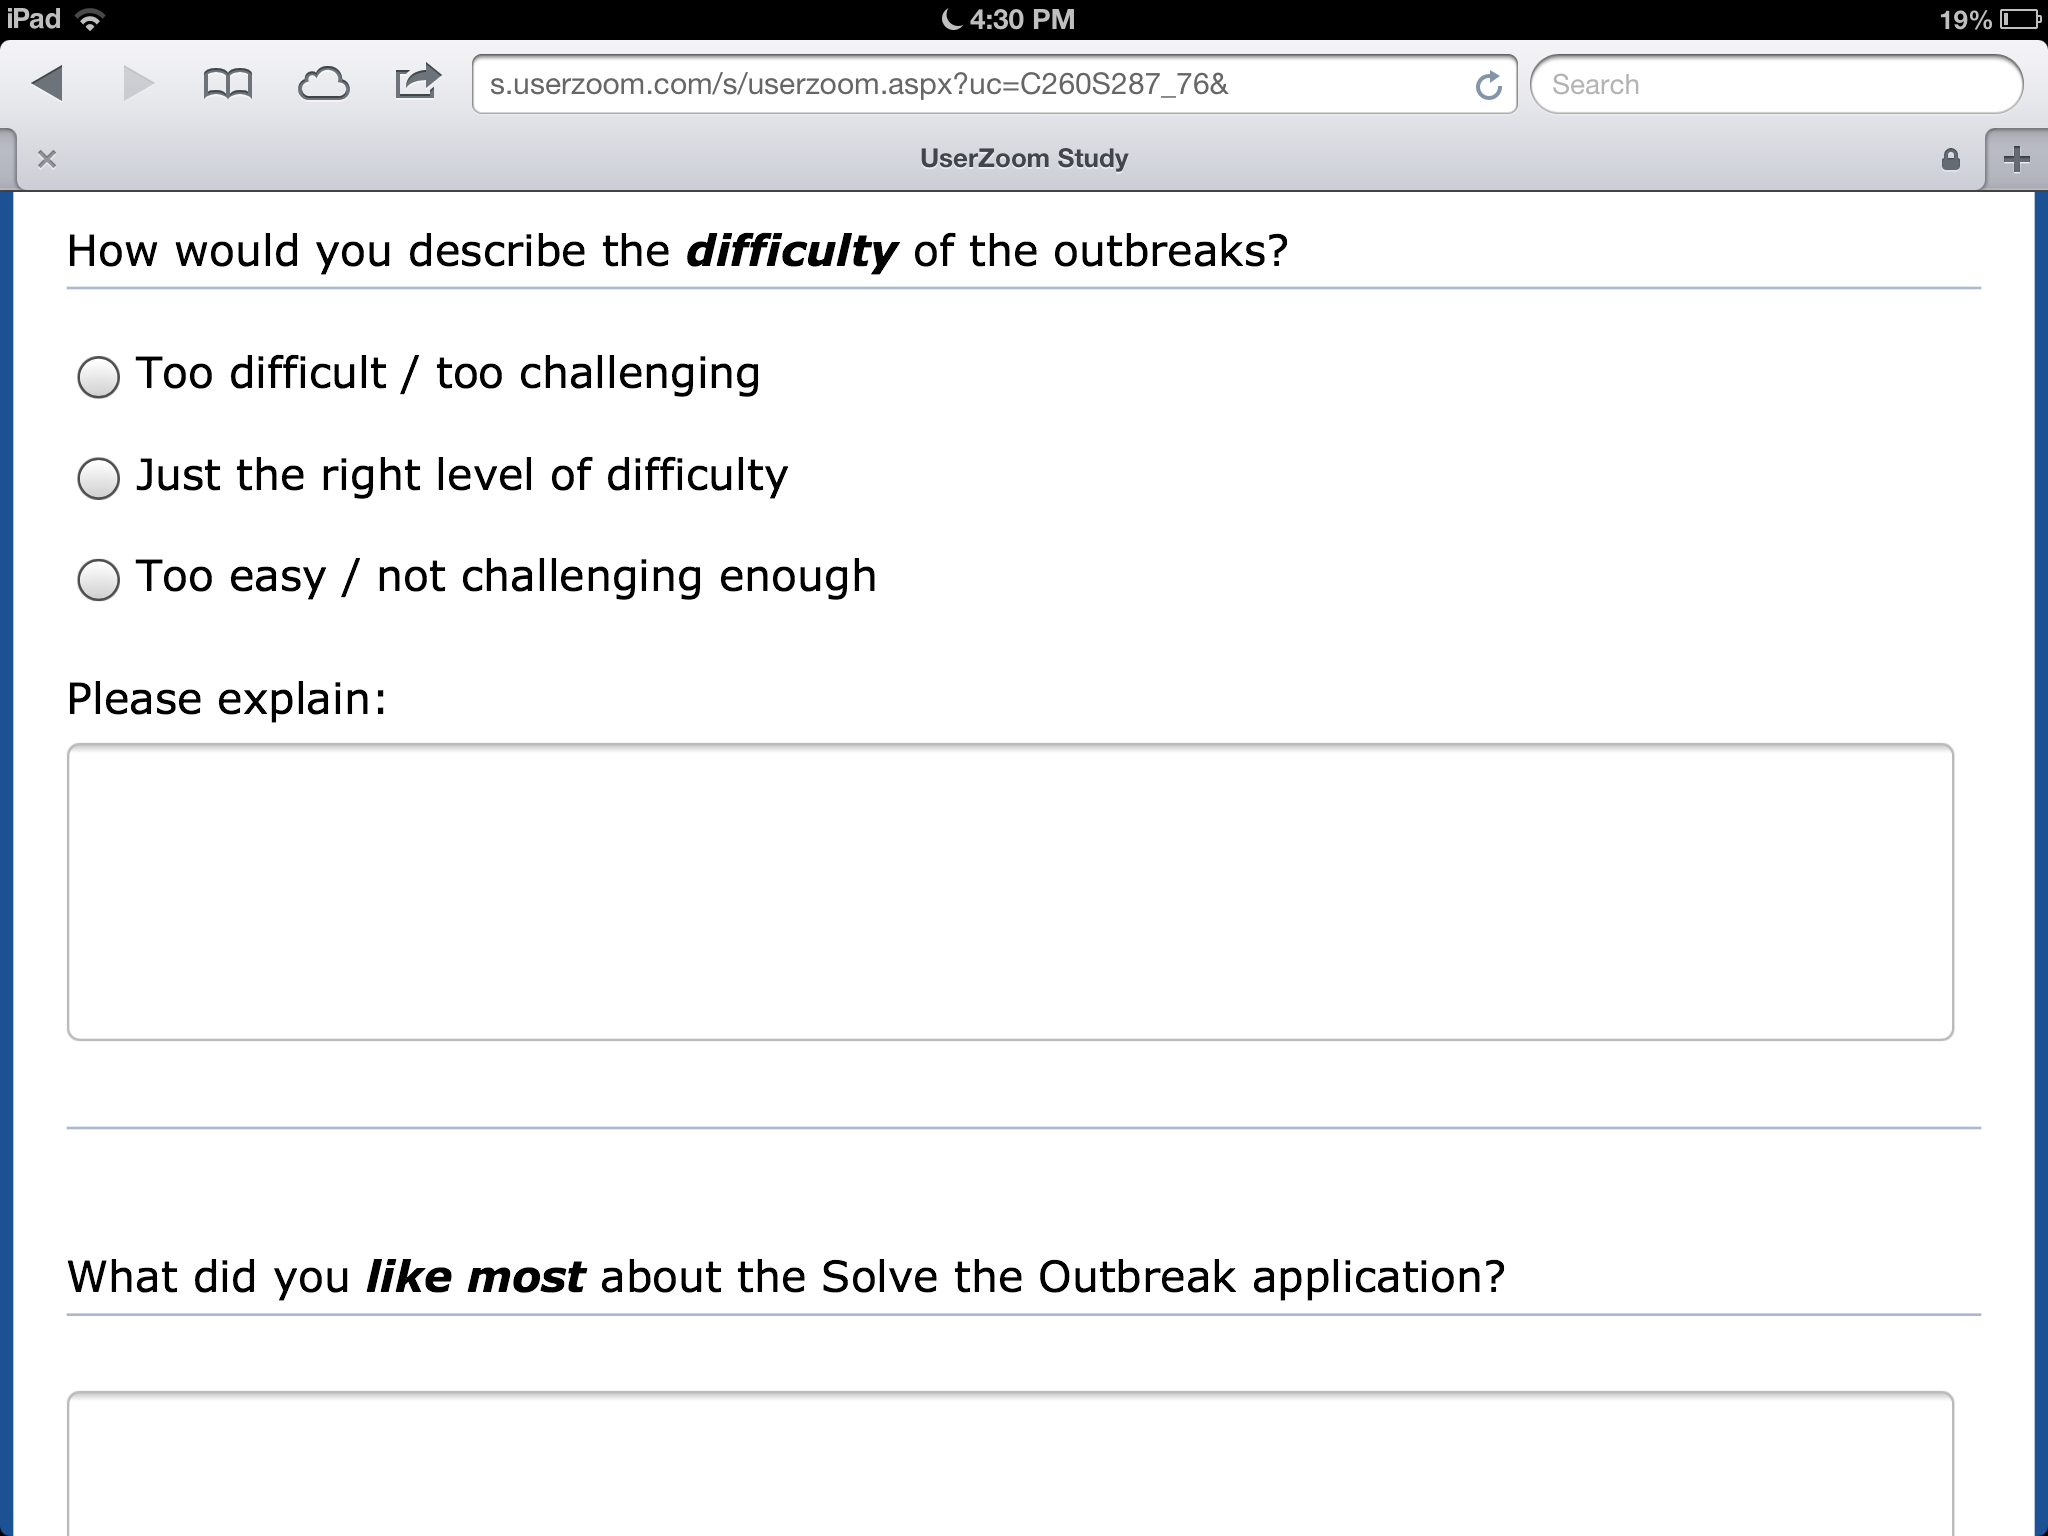 iPad 4:30 PM 19%
s.userzoom.com/s/userzoom.aspx?uc=C260S287_76& Search
UserZoom Study
How would you describe the difficulty of the outbreaks?
Too difficult / too challenging
Just the right level of difficulty
Too easy / not challenging enough
Please explain:
What did you like most about the Solve the Outbreak application?